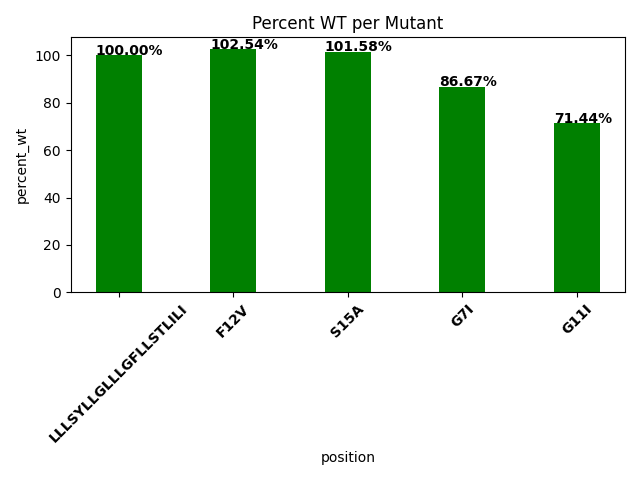 Percent WT per Mutant
percent_wt
100
80
60
40
20
0
100.00%
102.54%
101.58%
86.67%
71.44%
LLLSYLLGLLLGFLLSTLILI
F12V
S15A
G7I
G11I
position